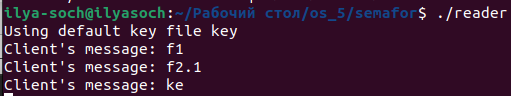 ilya-soch@ilyasoch:~/Рабочий стол/os_5/semafor$ ./reader
Using default key file key
Client's message: f1
Client's message: f2.1
Client's message: ke